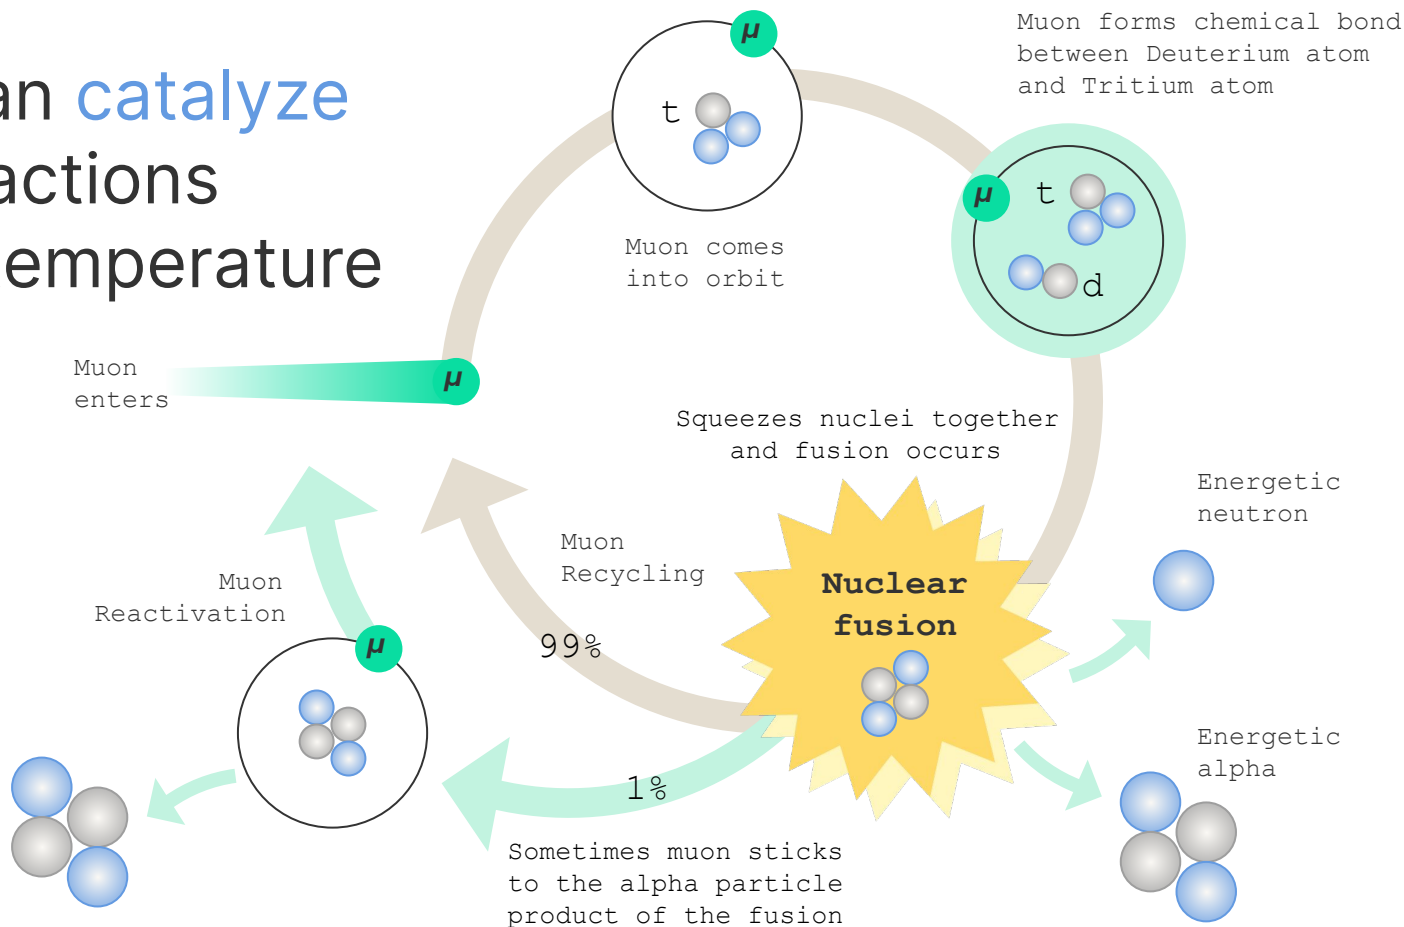 an catalyze
actions
emperature
μ
t
Muon comes
into orbit
Muon forms chemical bond
between Deuterium atom
and Tritium atom
μ
t
d
Muon
enters
μ
Squeezes nuclei together
and fusion occurs
Nuclear
fusion
Energetic
neutron
Energetic
alpha
Muon
Recycling
99%
1%
Sometimes muon sticks
to the alpha particle
product of the fusion
Muon
Reactivation
μ